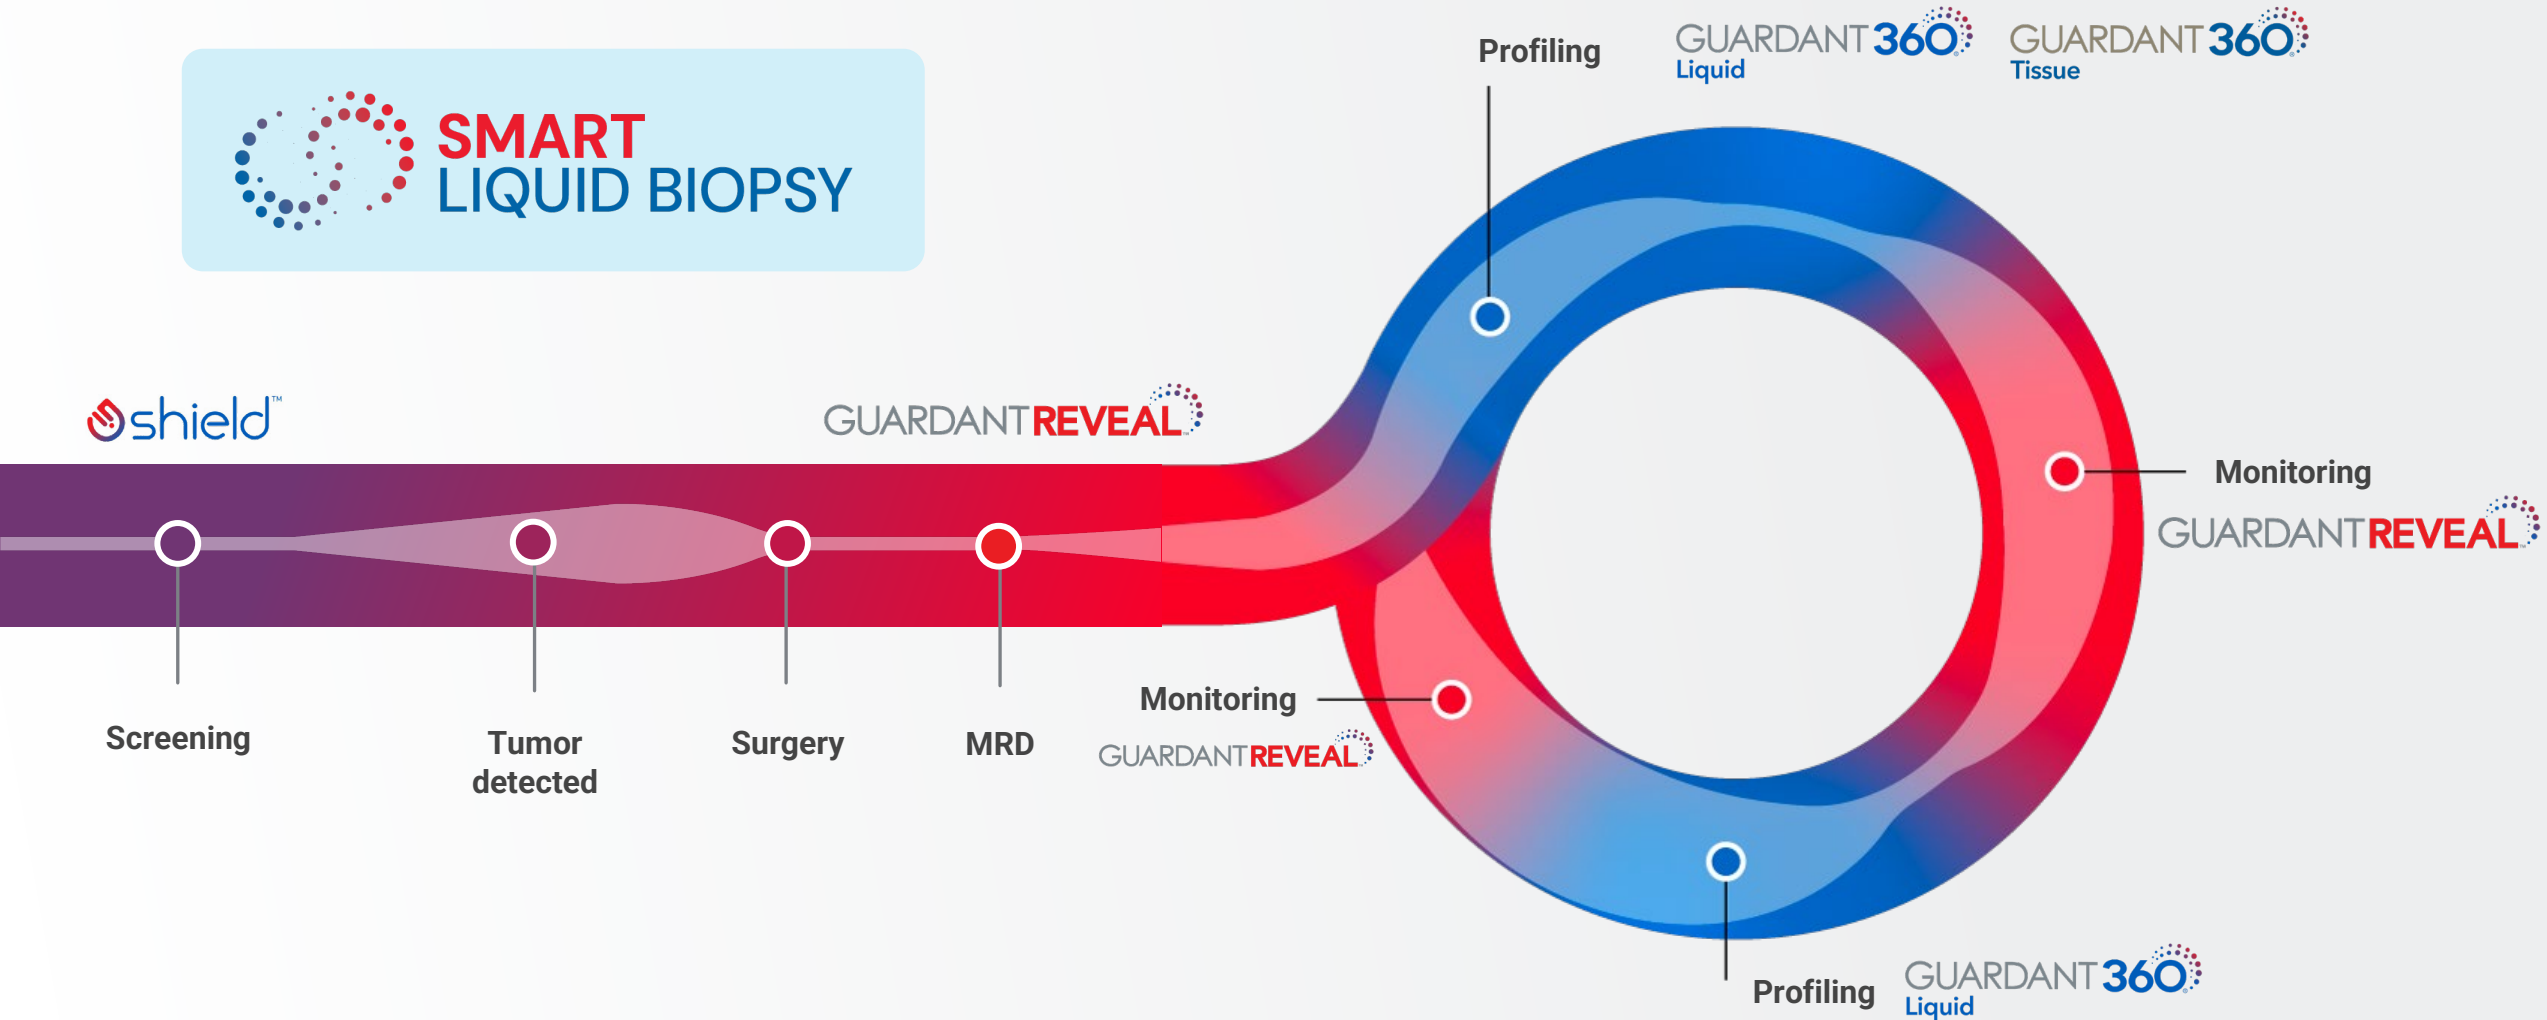 SMART
LIQUID BIOPSY
Profiling
GUARDANT360
Liquid
GUARDANT360
Tissue
shield™
GUARDANTREVEAL
Monitoring
GUARDANTREVEAL
Screening
Tumor
detected
Surgery
MRD
Monitoring
GUARDANTREVEAL
Profiling
GUARDANT360
Liquid